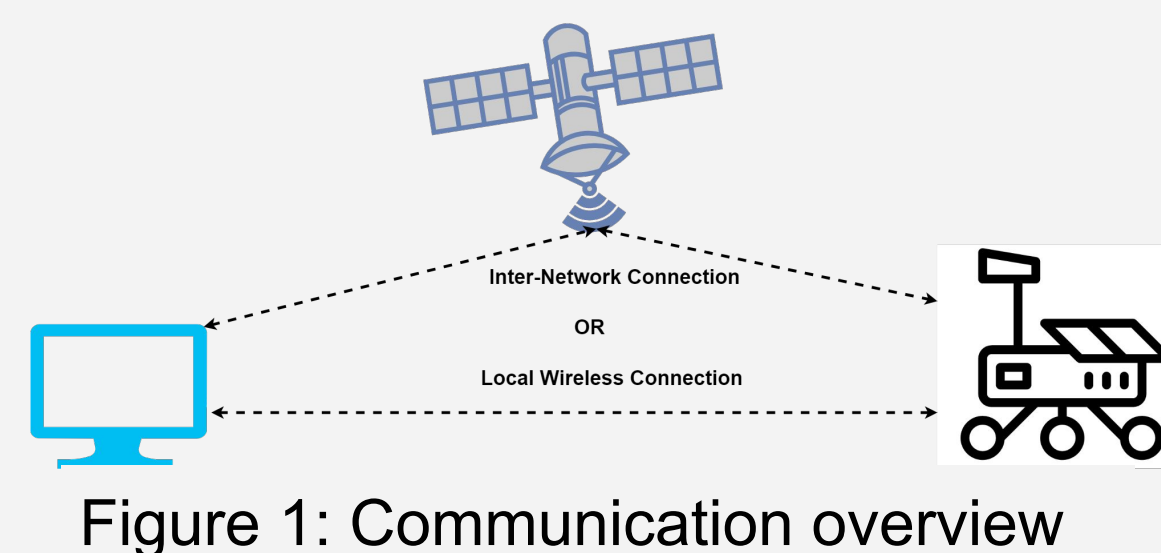 Inter-Network Connection
OR
Local Wireless Connection
Figure 1: Communication overview